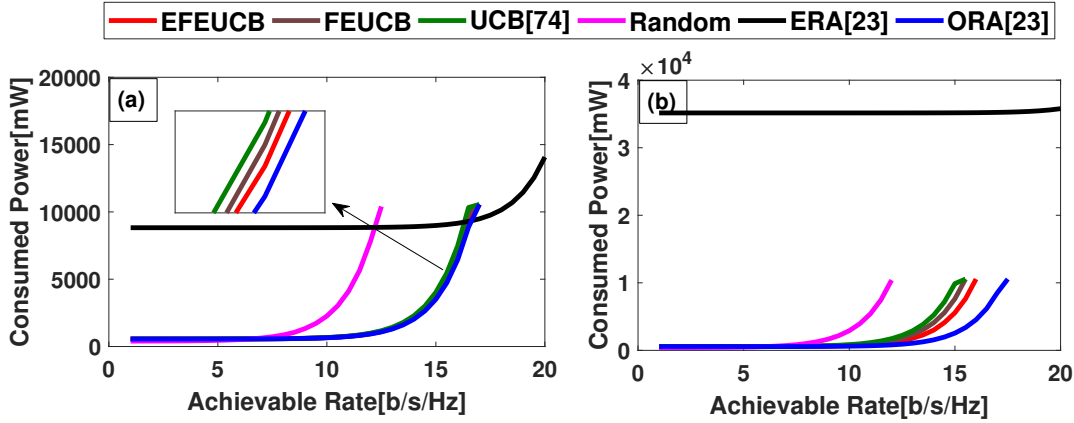 EFEUCB FEUCB UCB[74] Random ERA[23] ORA[23]
(a)
Consumed Power[mW]
20000
15000
10000
5000
0
0 5 10 15 20
Achievable Rate[b/s/Hz]
×10⁴
(b)
Consumed Power[mW]
4
3
2
1
0
0 5 10 15 20
Achievable Rate[b/s/Hz]